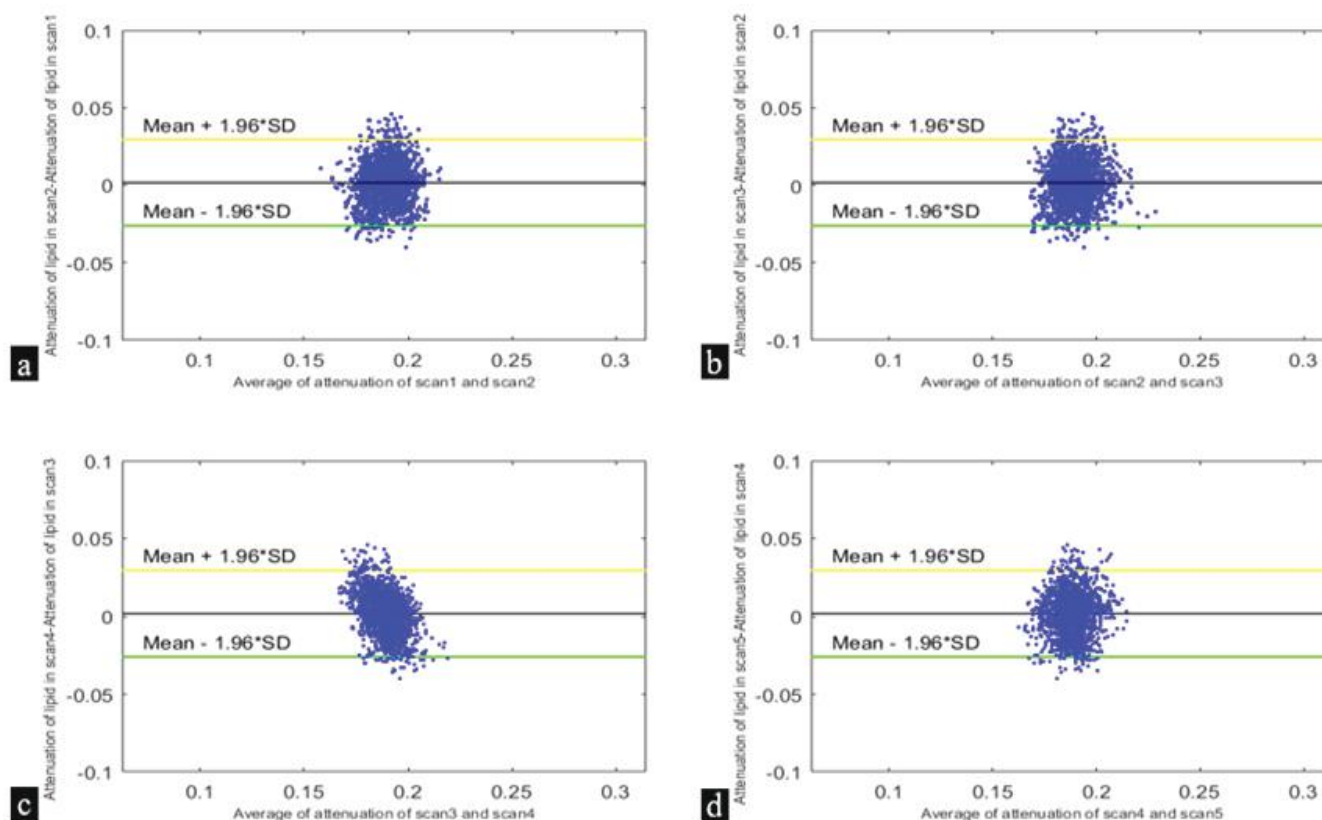 Attenuation of lipid in scan2-Attenuation of lipid in scan1
0.1
0.05
0
-0.05
-0.1
Mean + 1.96*SD
Mean - 1.96*SD
0.1 0.15 0.2 0.25 0.3
Average of attenuation of scan1 and scan2
a
Attenuation of lipid in scan3-Attenuation of lipid in scan2
0.1
0.05
0
-0.05
-0.1
Mean + 1.96*SD
Mean - 1.96*SD
0.1 0.15 0.2 0.25 0.3
Average of attenuation of scan2 and scan3
b
Attenuation of lipid in scan4-Attenuation of lipid in scan3
0.1
0.05
0
-0.05
-0.1
Mean + 1.96*SD
Mean - 1.96*SD
0.1 0.15 0.2 0.25 0.3
Average of attenuation of scan3 and scan4
c
Attenuation of lipid in scan5-Attenuation of lipid in scan4
0.1
0.05
0
-0.05
-0.1
Mean + 1.96*SD
Mean - 1.96*SD
0.1 0.15 0.2 0.25 0.3
Average of attenuation of scan4 and scan5
d